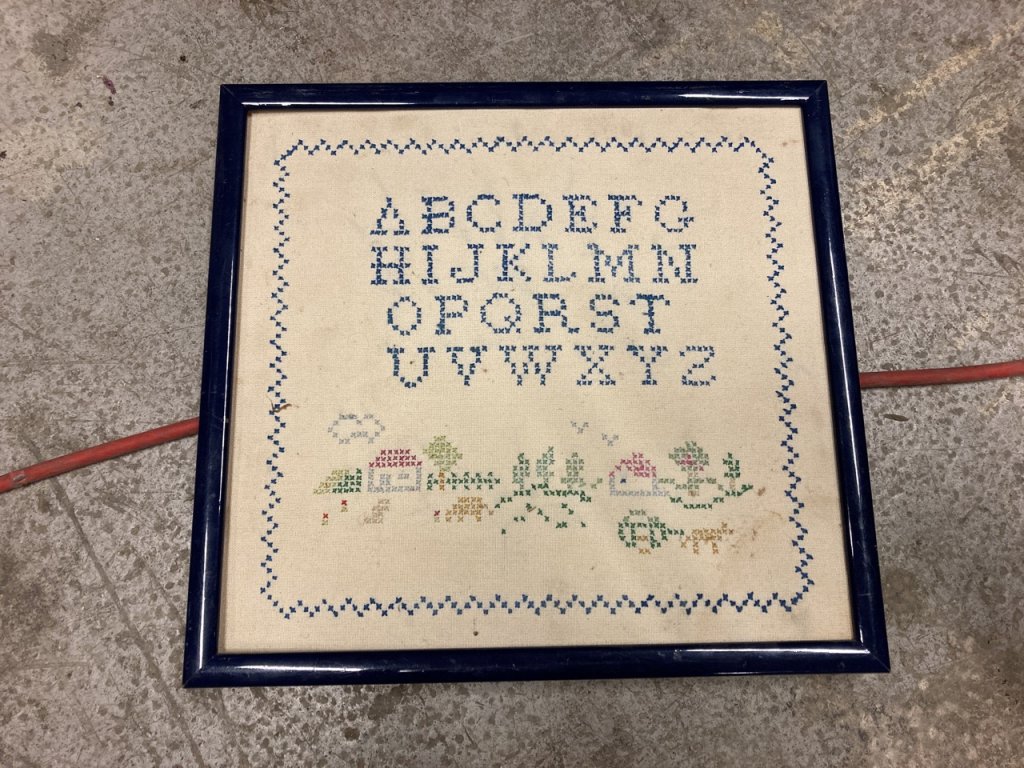 ABCDEFG
HIJKLMN
OPQRST
UVWXYZ